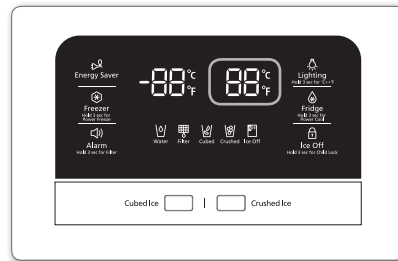 Energy Saver
-88 °C °F
88 °C °F
Lighting
Hold 3 sec for °C↔°F
Freezer
Hold 3 sec for
Power Freeze
Fridge
Hold 3 sec for
Power Cool
Alarm
Hold 3 sec for Filter
Water Filter Cubed Crushed Ice Off
Ice Off
Hold 3 sec for Child Lock
Cubed Ice
Crushed Ice